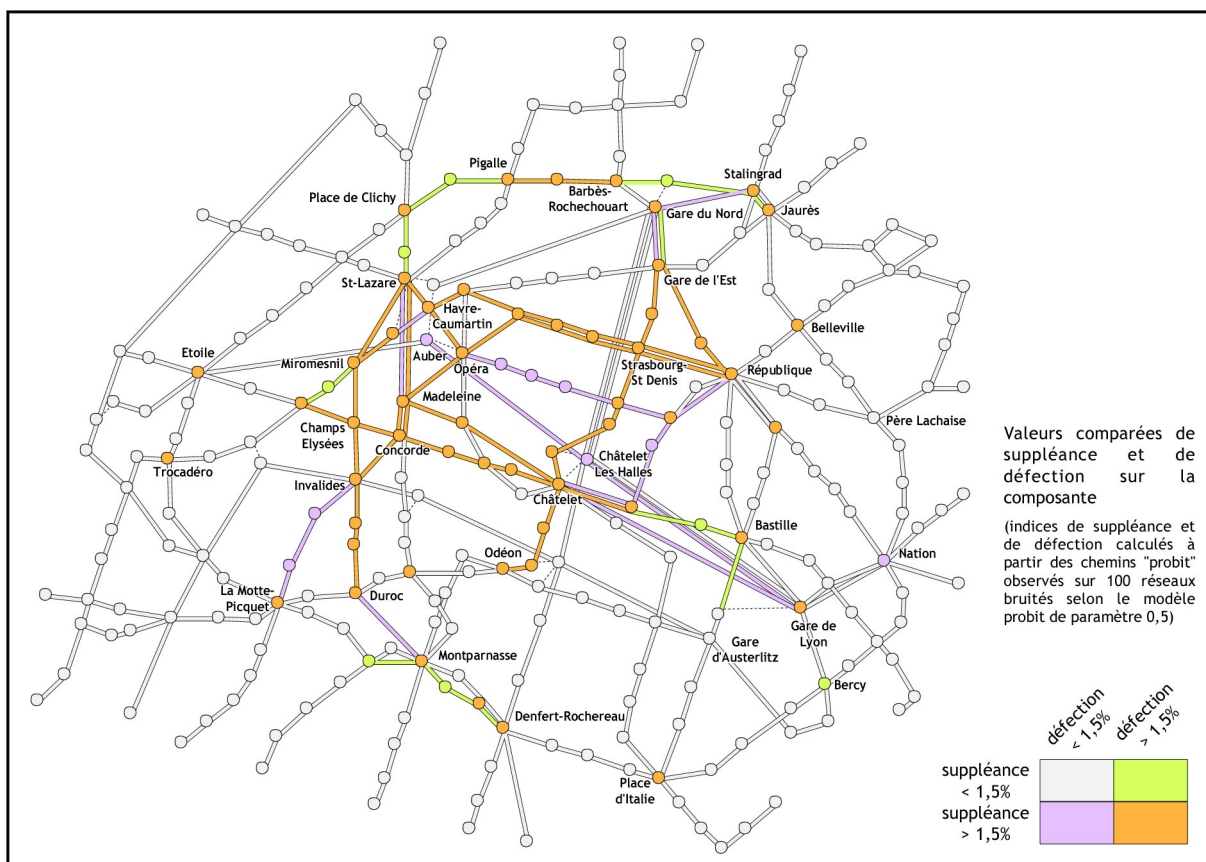 Pigalle
Stalingrad
Place de Clichy
Barbès-
Rochechouart
Gare du Nord
Jaurès
St-Lazare
Gare de l'Est
Havre-
Caumartin
Belleville
Etoile
Auber
Miromesnil
Opéra
Strasbourg-
St Denis
République
Madeleine
Père Lachaise
Champs
Elysées
Concorde
Châtelet
Les Halles
Trocadéro
Invalides
Châtelet
Bastille
Odéon
Nation
La Motte-
Picquet
Duroc
Gare de
Lyon
Gare
d'Austerlitz
Montparnasse
Bercy
Denfert-Rochereau
Place
d'Italie
Valeurs comparées de
suppléance et de
défection sur la
composante
(indices de suppléance et
de défection calculés à
partir des chemins "probit"
observés sur 100 réseaux
bruités selon le modèle
probit de paramètre 0,5)
défection
< 1,5%
défection
> 1,5%
suppléance
< 1,5%
suppléance
> 1,5%